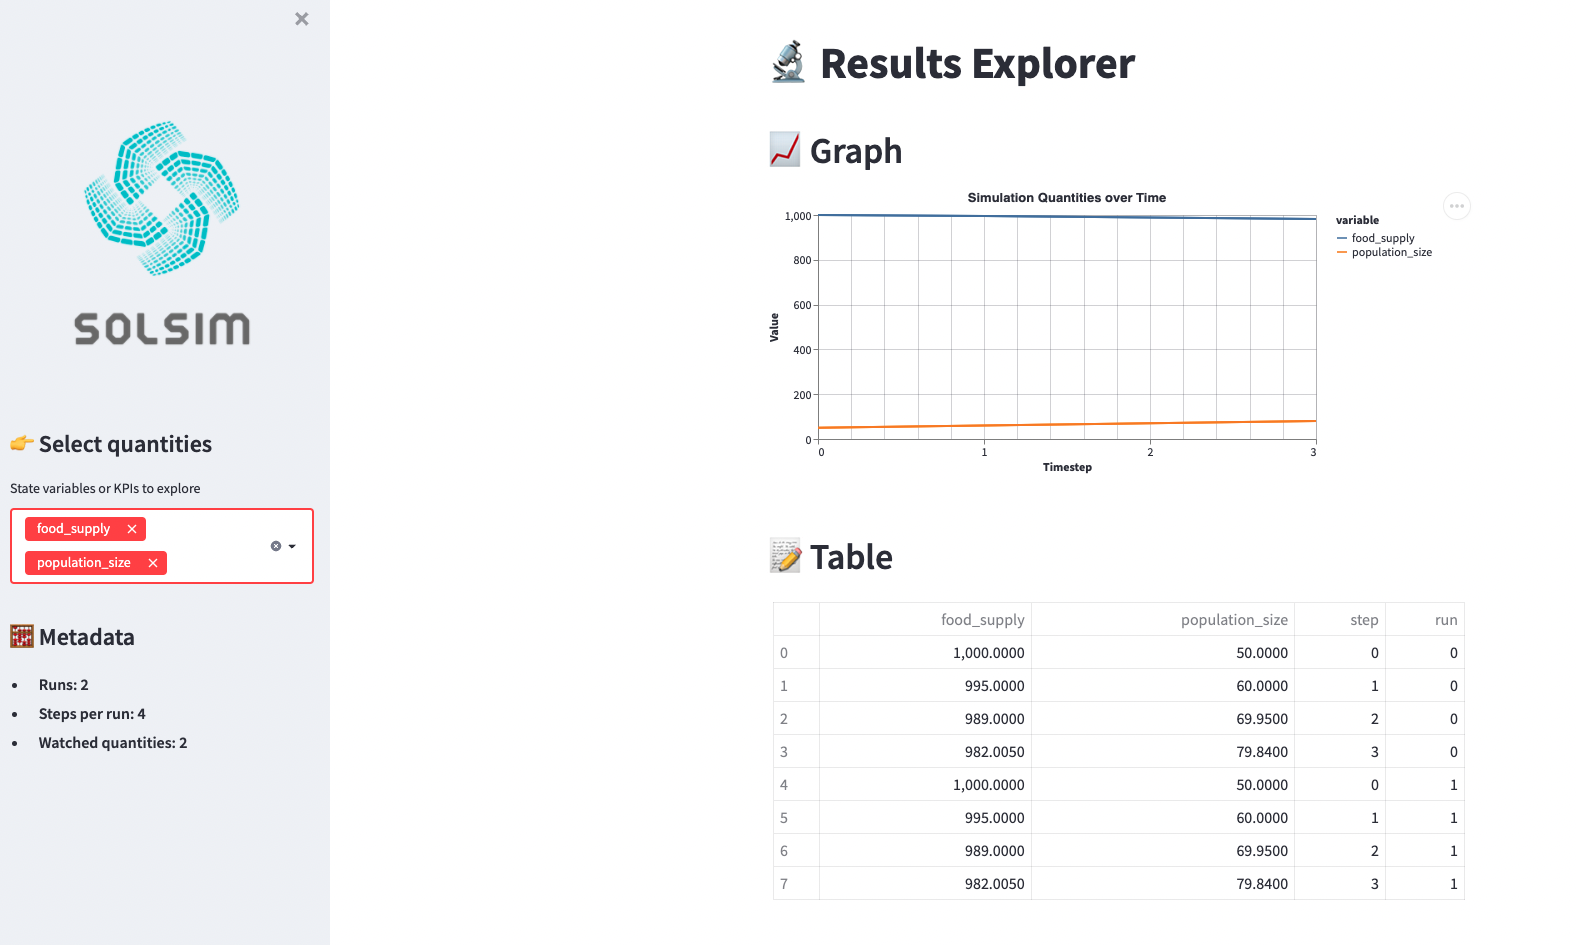 SOLSIM
Select quantities
State variables or KPIs to explore
food_supply
population_size
Metadata
Runs: 2
Steps per run: 4
Watched quantities: 2
Results Explorer
Graph
Simulation Quantities over Time
1,000
800
600
400
200
0
Value
0 1 2 3
Timestep
variable
food_supply
population_size
Table
food_supply population_size step run
0 1,000.0000 50.0000 0 0
1 995.0000 60.0000 1 0
2 989.0000 69.9500 2 0
3 982.0050 79.8400 3 0
4 1,000.0000 50.0000 0 1
5 995.0000 60.0000 1 1
6 989.0000 69.9500 2 1
7 982.0050 79.8400 3 1